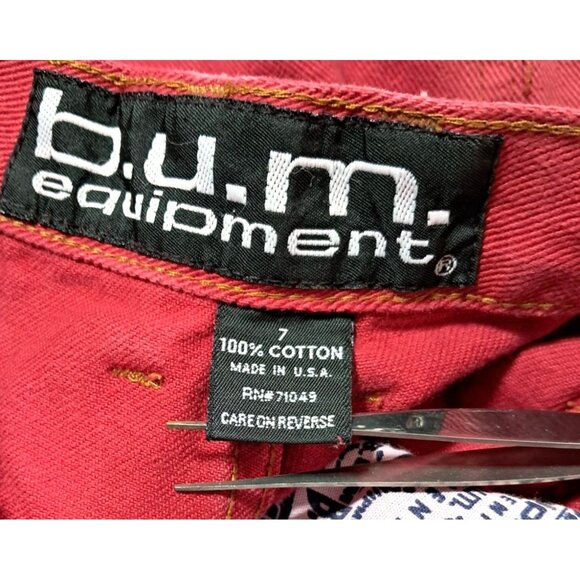 b.u.m.
equipment®
7
100% COTTON
MADE IN U.S.A.
RN#71049
CARE ON REVERSE